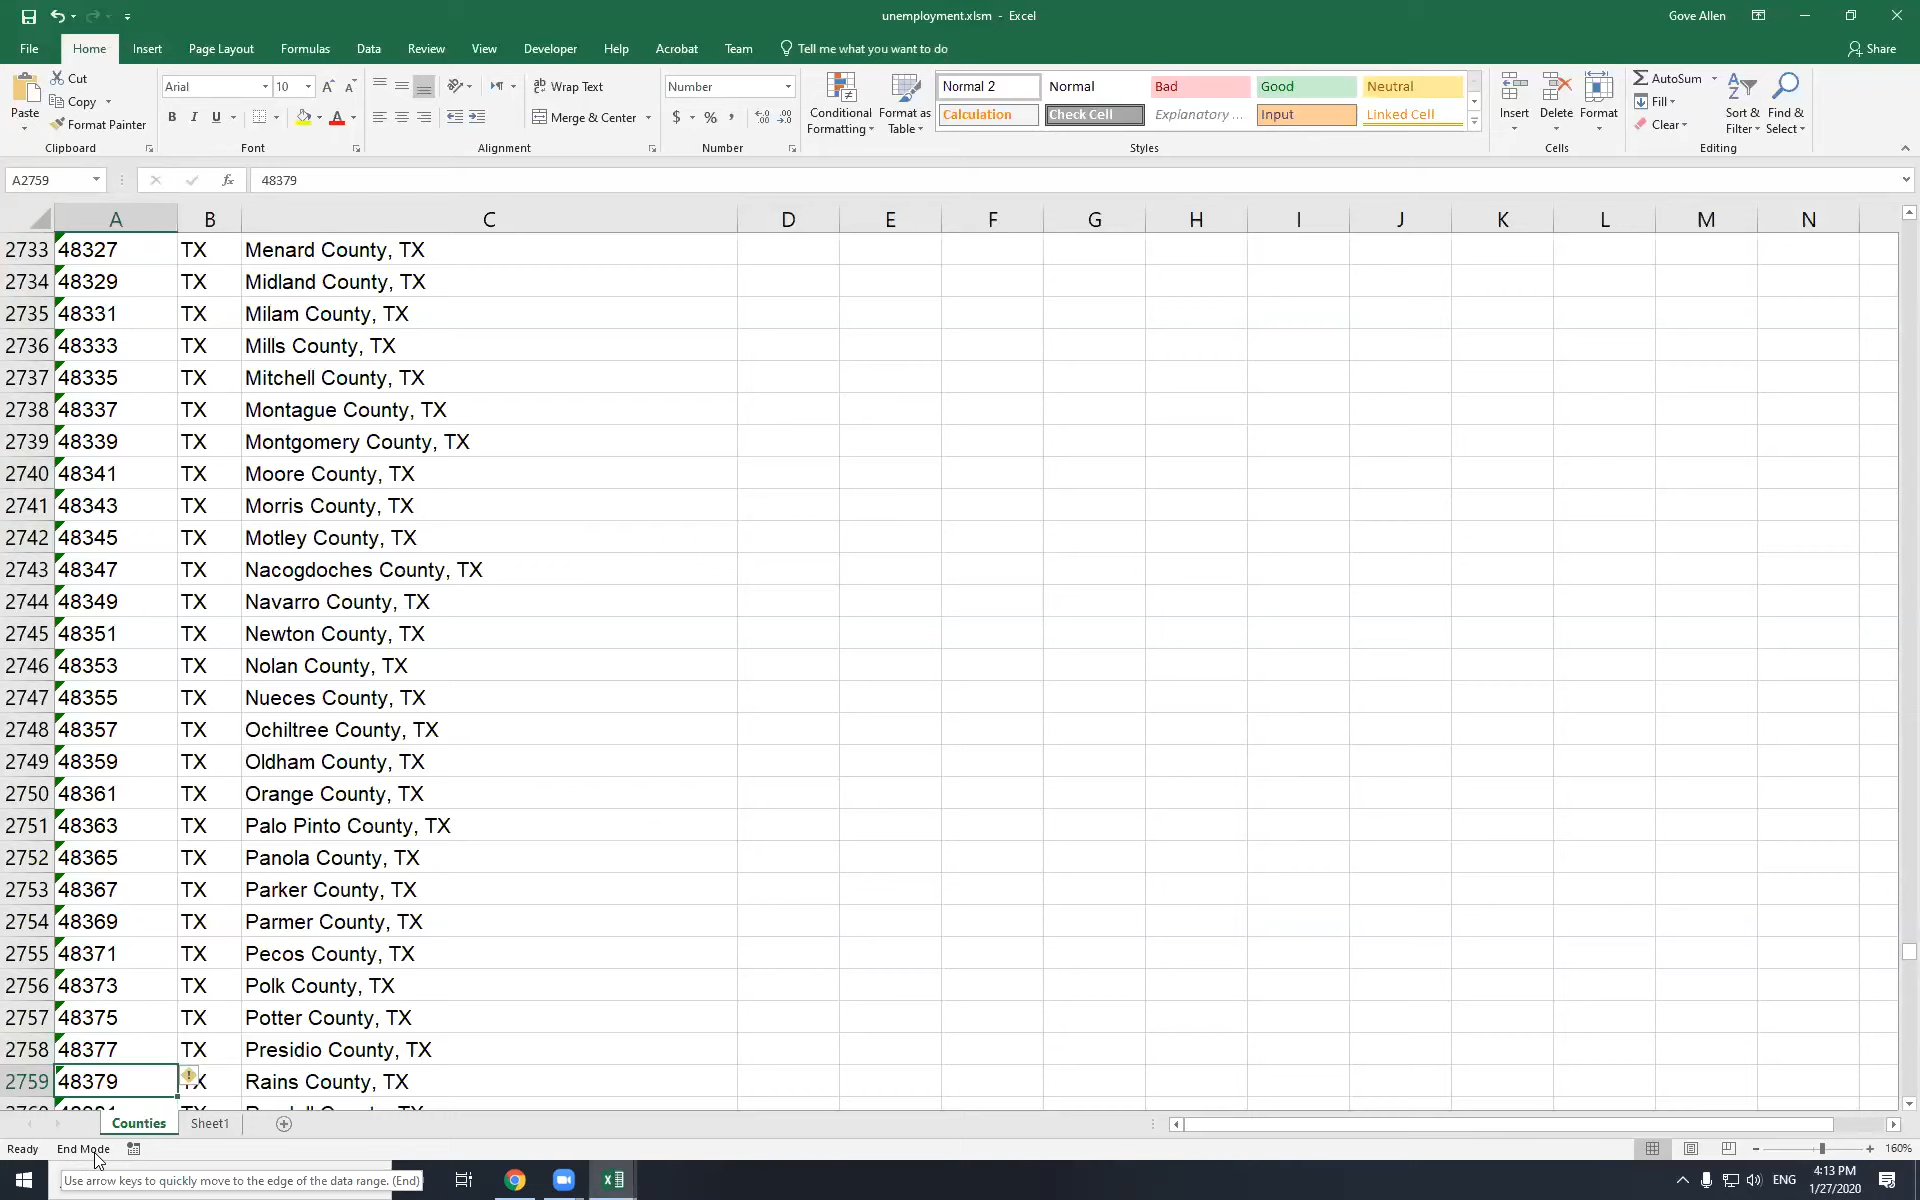 unemployment.xlsm - Excel
Gove Allen
File Home Insert Page Layout Formulas Data Review View Developer Help Acrobat Team Tell me what you want to do Share
Paste
Cut
Copy
Format Painter
Clipboard
Arial 10
B I U
Font
Wrap Text
Merge & Center
Alignment
Number
$ % ,
Number
Conditional Formatting
Format as Table
Normal 2 Normal Bad Good Neutral
Calculation Check Cell Explanatory ... Input Linked Cell
Styles
Insert Delete Format
Cells
AutoSum
Fill
Clear
Sort & Filter
Find & Select
Editing
A2759 fx 48379
A B C D E F G H I J K L M N
2733 48327 TX Menard County, TX
2734 48329 TX Midland County, TX
2735 48331 TX Milam County, TX
2736 48333 TX Mills County, TX
2737 48335 TX Mitchell County, TX
2738 48337 TX Montague County, TX
2739 48339 TX Montgomery County, TX
2740 48341 TX Moore County, TX
2741 48343 TX Morris County, TX
2742 48345 TX Motley County, TX
2743 48347 TX Nacogdoches County, TX
2744 48349 TX Navarro County, TX
2745 48351 TX Newton County, TX
2746 48353 TX Nolan County, TX
2747 48355 TX Nueces County, TX
2748 48357 TX Ochiltree County, TX
2749 48359 TX Oldham County, TX
2750 48361 TX Orange County, TX
2751 48363 TX Palo Pinto County, TX
2752 48365 TX Panola County, TX
2753 48367 TX Parker County, TX
2754 48369 TX Parmer County, TX
2755 48371 TX Pecos County, TX
2756 48373 TX Polk County, TX
2757 48375 TX Potter County, TX
2758 48377 TX Presidio County, TX
2759 48379 TX Rains County, TX
Counties Sheet1
Ready End Mode 160%
Use arrow keys to quickly move to the edge of the data range. (End)
ENG
4:13 PM
1/27/2020